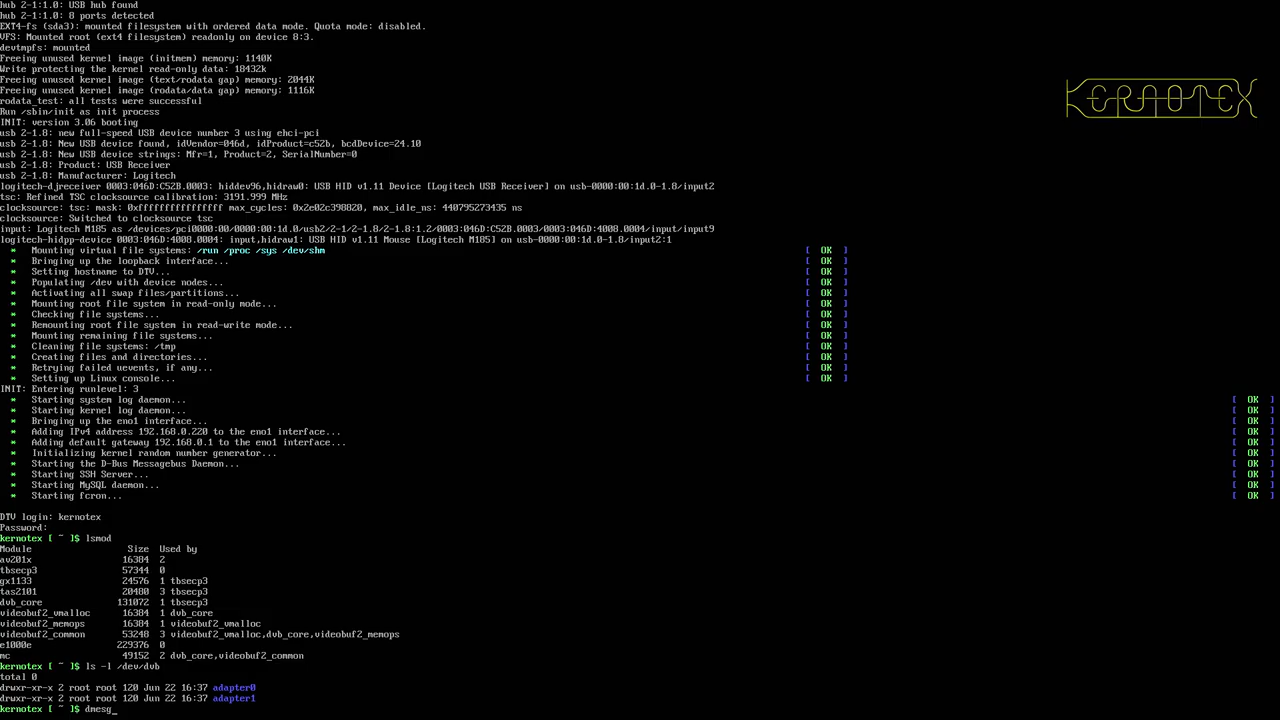 hub 2-1:1.0: USB hub found
hub 2-1:1.0: 8 ports detected
EXT4-fs (sda3): mounted filesystem with ordered data mode. Quota mode: disabled.
VFS: Mounted root (ext4 filesystem) readonly on device 8:3.
devtmpfs: mounted
Freeing unused kernel image (initmem) memory: 1140K
Write protecting the kernel read-only data: 18432k
Freeing unused kernel image (text/rodata gap) memory: 2044K
Freeing unused kernel image (rodata/data gap) memory: 1116K
rodata_test: all tests were successful
Run /sbin/init as init process
INIT: version 3.06 booting
usb 2-1.8: new full-speed USB device number 3 using ehci-pci
usb 2-1.8: New USB device found, idVendor=046d, idProduct=c52b, bcdDevice=24.10
usb 2-1.8: New USB device strings: Mfr=1, Product=2, SerialNumber=0
usb 2-1.8: Product: USB Receiver
usb 2-1.8: Manufacturer: Logitech
logitech-djreceiver 0003:046D:C52B.0003: hiddev96,hidraw0: USB HID v1.11 Device [Logitech USB Receiver] on usb-0000:00:1d.0-1.8/input2
tsc: Refined TSC clocksource calibration: 3191.999 MHz
clocksource: tsc: mask: 0xffffffffffffffff max_cycles: 0x2e02c398820, max_idle_ns: 440795273435 ns
clocksource: Switched to clocksource tsc
input: Logitech M185 as /devices/pci0000:00/0000:00:1d.0/usb2/2-1/2-1.8/2-1.8:1.2/0003:046D:C52B.0003/0003:046D:4008.0004/input/input9
logitech-hidpp-device 0003:046D:4008.0004: input,hidraw1: USB HID v1.11 Mouse [Logitech M185] on usb-0000:00:1d.0-1.8/input2:1
* Mounting virtual file systems: /run /proc /sys /dev/shm [ OK ]
* Bringing up the loopback interface... [ OK ]
* Setting hostname to DTV... [ OK ]
* Populating /dev with device nodes... [ OK ]
* Activating all swap files/partitions... [ OK ]
* Mounting root file system in read-only mode... [ OK ]
* Checking file systems... [ OK ]
* Remounting root file system in read-write mode... [ OK ]
* Mounting remaining file systems... [ OK ]
* Cleaning file systems: /tmp [ OK ]
* Creating files and directories... [ OK ]
* Retrying failed uevents, if any... [ OK ]
* Setting up Linux console... [ OK ]
INIT: Entering runlevel: 3
* Starting system log daemon... [ OK ]
* Starting kernel log daemon... [ OK ]
* Bringing up the eno1 interface... [ OK ]
* Adding IPv4 address 192.168.0.220 to the eno1 interface... [ OK ]
* Adding default gateway 192.168.0.1 to the eno1 interface... [ OK ]
* Initializing kernel random number generator... [ OK ]
* Starting the D-Bus Messagebus Daemon... [ OK ]
* Starting SSH Server... [ OK ]
* Starting MySQL daemon... [ OK ]
* Starting fcron... [ OK ]
DTV login: kernotex
Password:
kernotex [ ~ ]$ lsmod
Module Size Used by
av201x 16384 2
tbsecp3 57344 0
gx1133 24576 1 tbsecp3
tas2101 20480 3 tbsecp3
dvb_core 131072 1 tbsecp3
videobuf2_vmalloc 16384 1 dvb_core
videobuf2_memops 16384 1 videobuf2_vmalloc
videobuf2_common 53248 3 videobuf2_vmalloc,dvb_core,videobuf2_memops
e1000e 229376 0
mc 49152 2 dvb_core,videobuf2_common
kernotex [ ~ ]$ ls -l /dev/dvb
total 0
drwxr-xr-x 2 root root 120 Jun 22 16:37 adapter0
drwxr-xr-x 2 root root 120 Jun 22 16:37 adapter1
kernotex [ ~ ]$ dmesg_
KERNOTEX